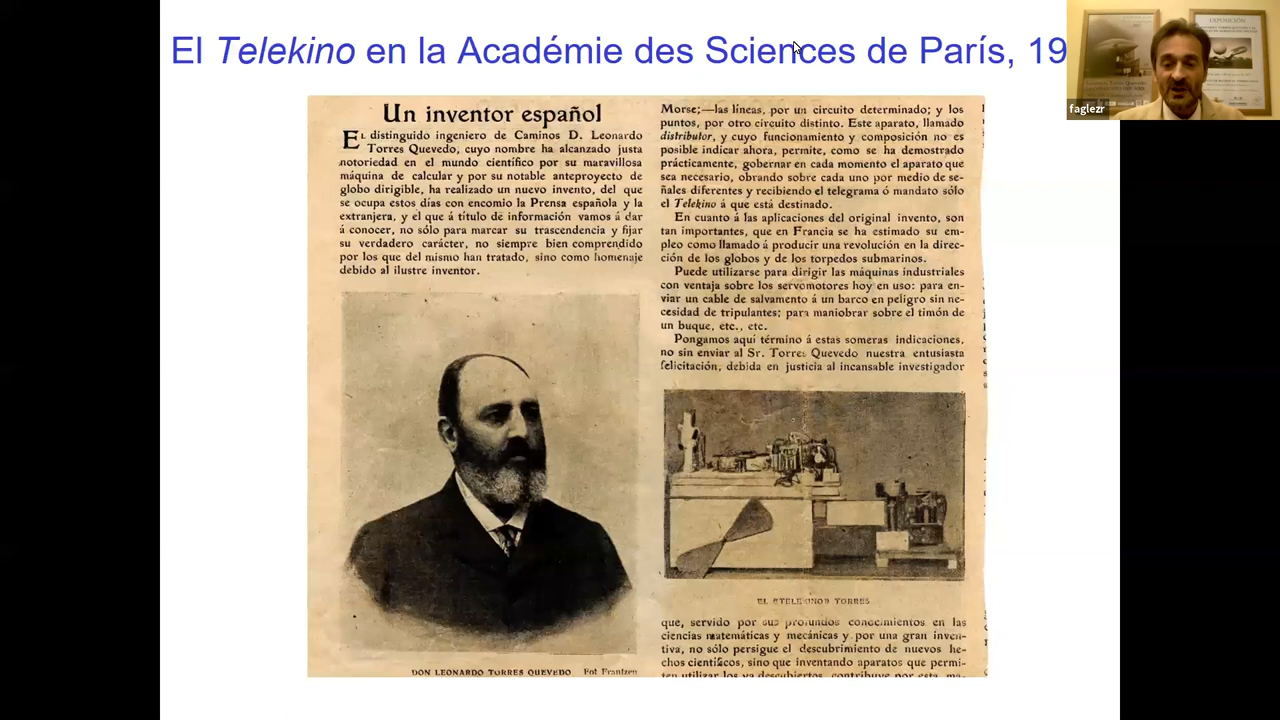 El Telekino en la Académie des Sciences de París, 19
faglezr
EXPOSICIÓN
Un inventor español
EL distinguido ingeniero de Caminos D. Leonardo
Torres Quevedo, cuyo nombre ha alcanzado justa
notoriedad en el mundo científico por su maravillosa
máquina de calcular y por su notable anteproyecto de
globo dirigible, ha realizado un nuevo invento, del que
se ocupa estos días con encomio la Prensa española y la
extranjera, y el que á título de información vamos á dar
á conocer, no sólo para marcar su trascendencia y fijar
su verdadero carácter, no siempre bien comprendido
por los que del mismo han tratado, sino como homenaje
debido al ilustre inventor.
DON LEONARDO TORRES QUEVEDO Fot Frantzen
Morse;—las líneas, por un circuito determinado; y los
puntos, por otro circuito distinto. Este aparato, llamado
distributor, y cuyo funcionamiento y composición no es
posible indicar ahora, permite, como se ha demostrado
prácticamente, gobernar en cada momento el aparato que
sea necesario, obrando sobre cada uno por medio de se-
ñales diferentes y recibiendo el telegrama ó mandato sólo
el Telekino á que está destinado.
En cuanto á las aplicaciones del original invento, son
tan importantes, que en Francia se ha estimado su em-
pleo como llamado á producir una revolución en la direc-
ción de los globos y de los torpedos submarinos.
Puede utilizarse para dirigir las máquinas industriales
con ventaja sobre los servomotores hoy en uso: para en-
viar un cable de salvamento á un barco en peligro sin ne-
cesidad de tripulantes; para maniobrar sobre el timón de
un buque, etc., etc.
Pongamos aquí término á estas someras indicaciones,
no sin enviar al Sr. Torres Quevedo nuestra entusiasta
felicitación, debida en justicia al incansable investigador
EL «TELEKINO» TORRES
que, servido por sus profundos conocimientos en las
ciencias matemáticas y mecánicas y por una gran inven-
tiva, no sólo persigue el descubrimiento de nuevos he-
chos científicos, sino que inventando aparatos que permi-
ten utilizar los ya descubiertos, contribuye por esta ma-